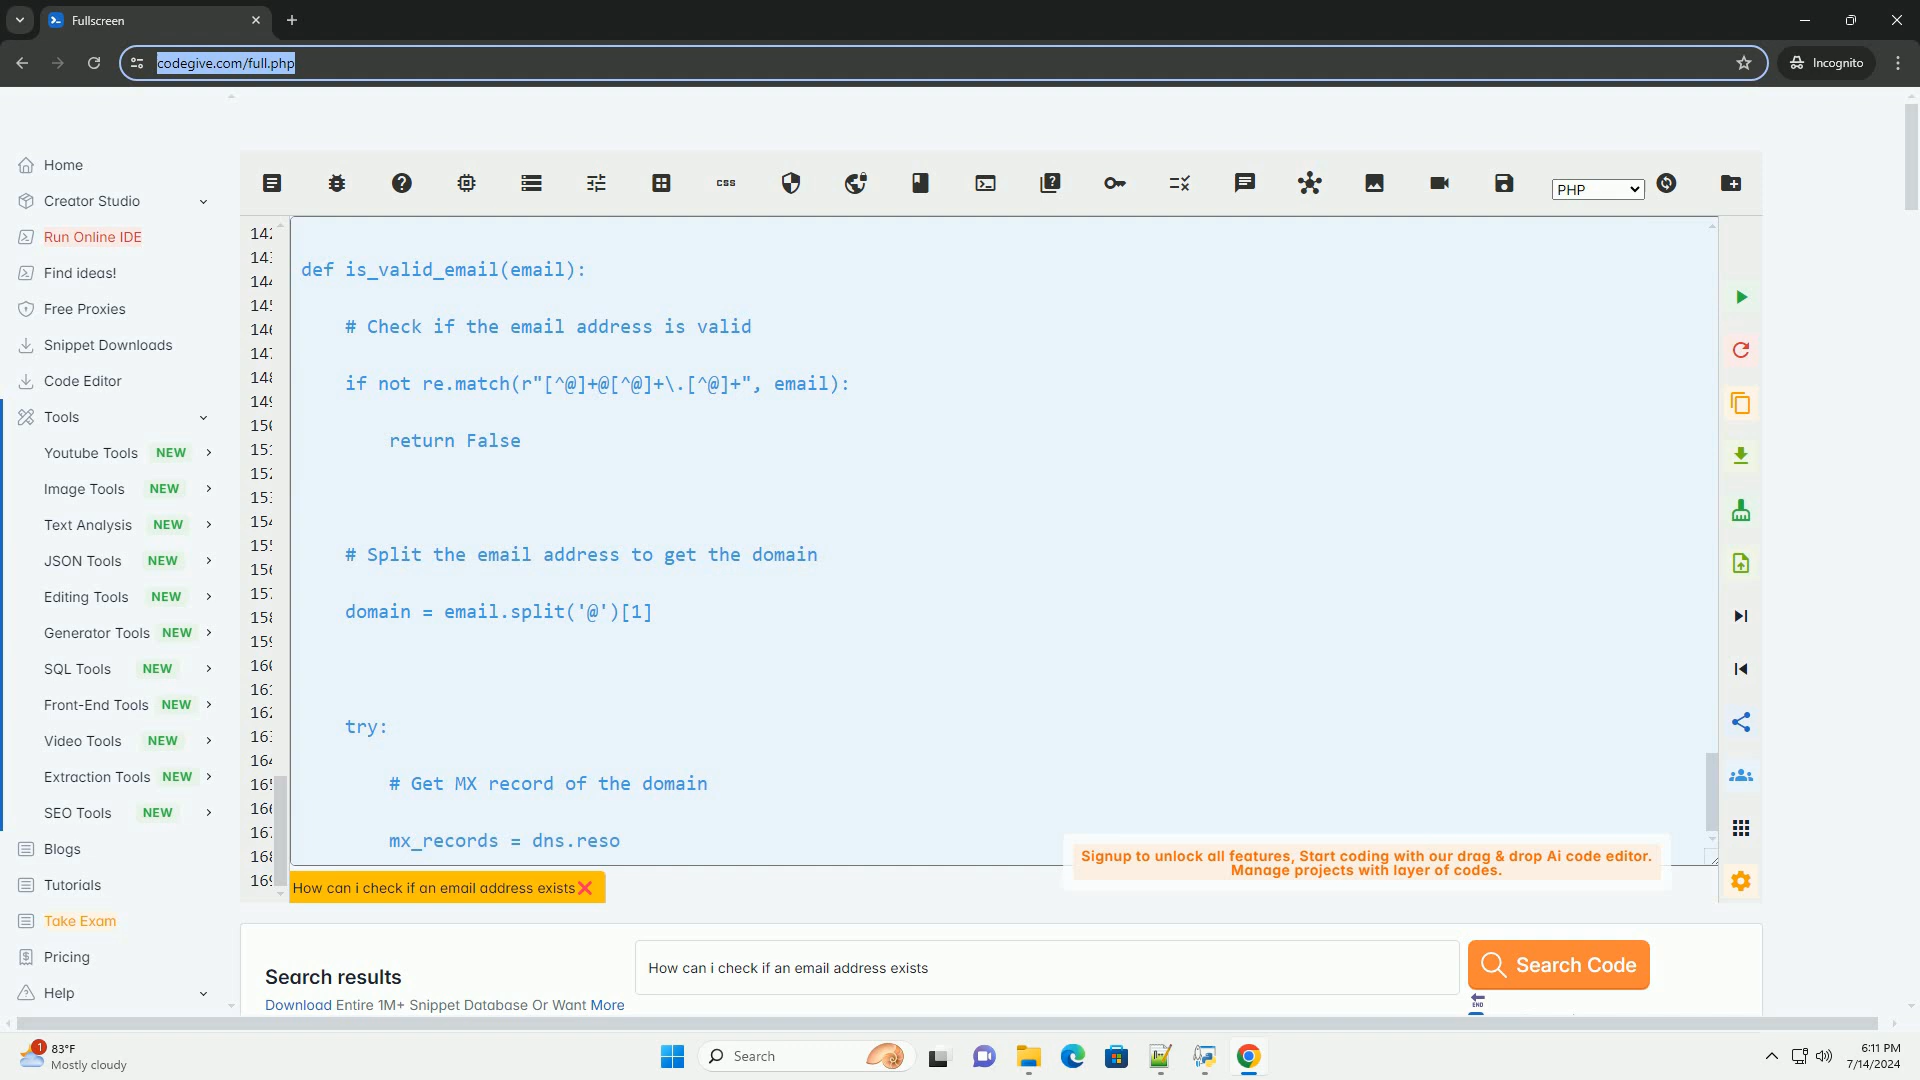 Fullscreen
codegive.com/full.php
Incognito
Home
Creator Studio
Run Online IDE
Find ideas!
Free Proxies
Snippet Downloads
Code Editor
Tools
Youtube Tools NEW
Image Tools NEW
Text Analysis NEW
JSON Tools NEW
Editing Tools NEW
Generator Tools NEW
SQL Tools NEW
Front-End Tools NEW
Video Tools NEW
Extraction Tools NEW
SEO Tools NEW
Blogs
Tutorials
Take Exam
Pricing
Help
css
PHP
def is_valid_email(email):
# Check if the email address is valid
if not re.match(r"[^@]+@[^@]+\.[^@]+", email):
return False
# Split the email address to get the domain
domain = email.split('@')[1]
try:
# Get MX record of the domain
mx_records = dns.reso
Signup to unlock all features, Start coding with our drag & drop Ai code editor.
Manage projects with layer of codes.
How can i check if an email address exists
Search results
Download Entire 1M+ Snippet Database Or Want More
How can i check if an email address exists
Search Code
END
1
83°F
Mostly cloudy
Search
6:11 PM
7/14/2024